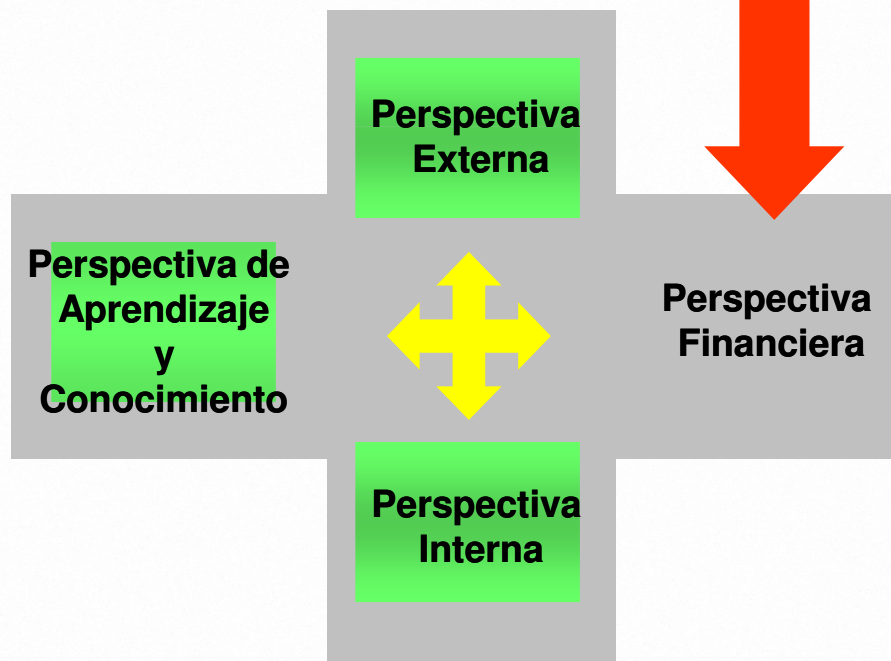 Perspectiva
Externa
Perspectiva de
Aprendizaje
y
Conocimiento
Perspectiva
Financiera
Perspectiva
Interna